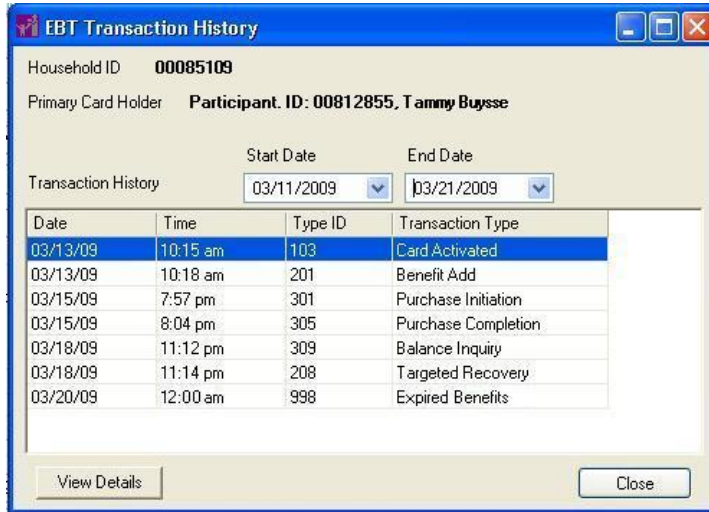 EBT Transaction History
Household ID 00085109
Primary Card Holder Participant. ID: 00812855, Tammy Buysse
Start Date End Date
Transaction History 03/11/2009 03/21/2009
Date Time Type ID Transaction Type
03/13/09 10:15 am 103 Card Activated
03/13/09 10:18 am 201 Benefit Add
03/15/09 7:57 pm 301 Purchase Initiation
03/15/09 8:04 pm 305 Purchase Completion
03/18/09 11:12 pm 309 Balance Inquiry
03/18/09 11:14 pm 208 Targeted Recovery
03/20/09 12:00 am 998 Expired Benefits
View Details Close